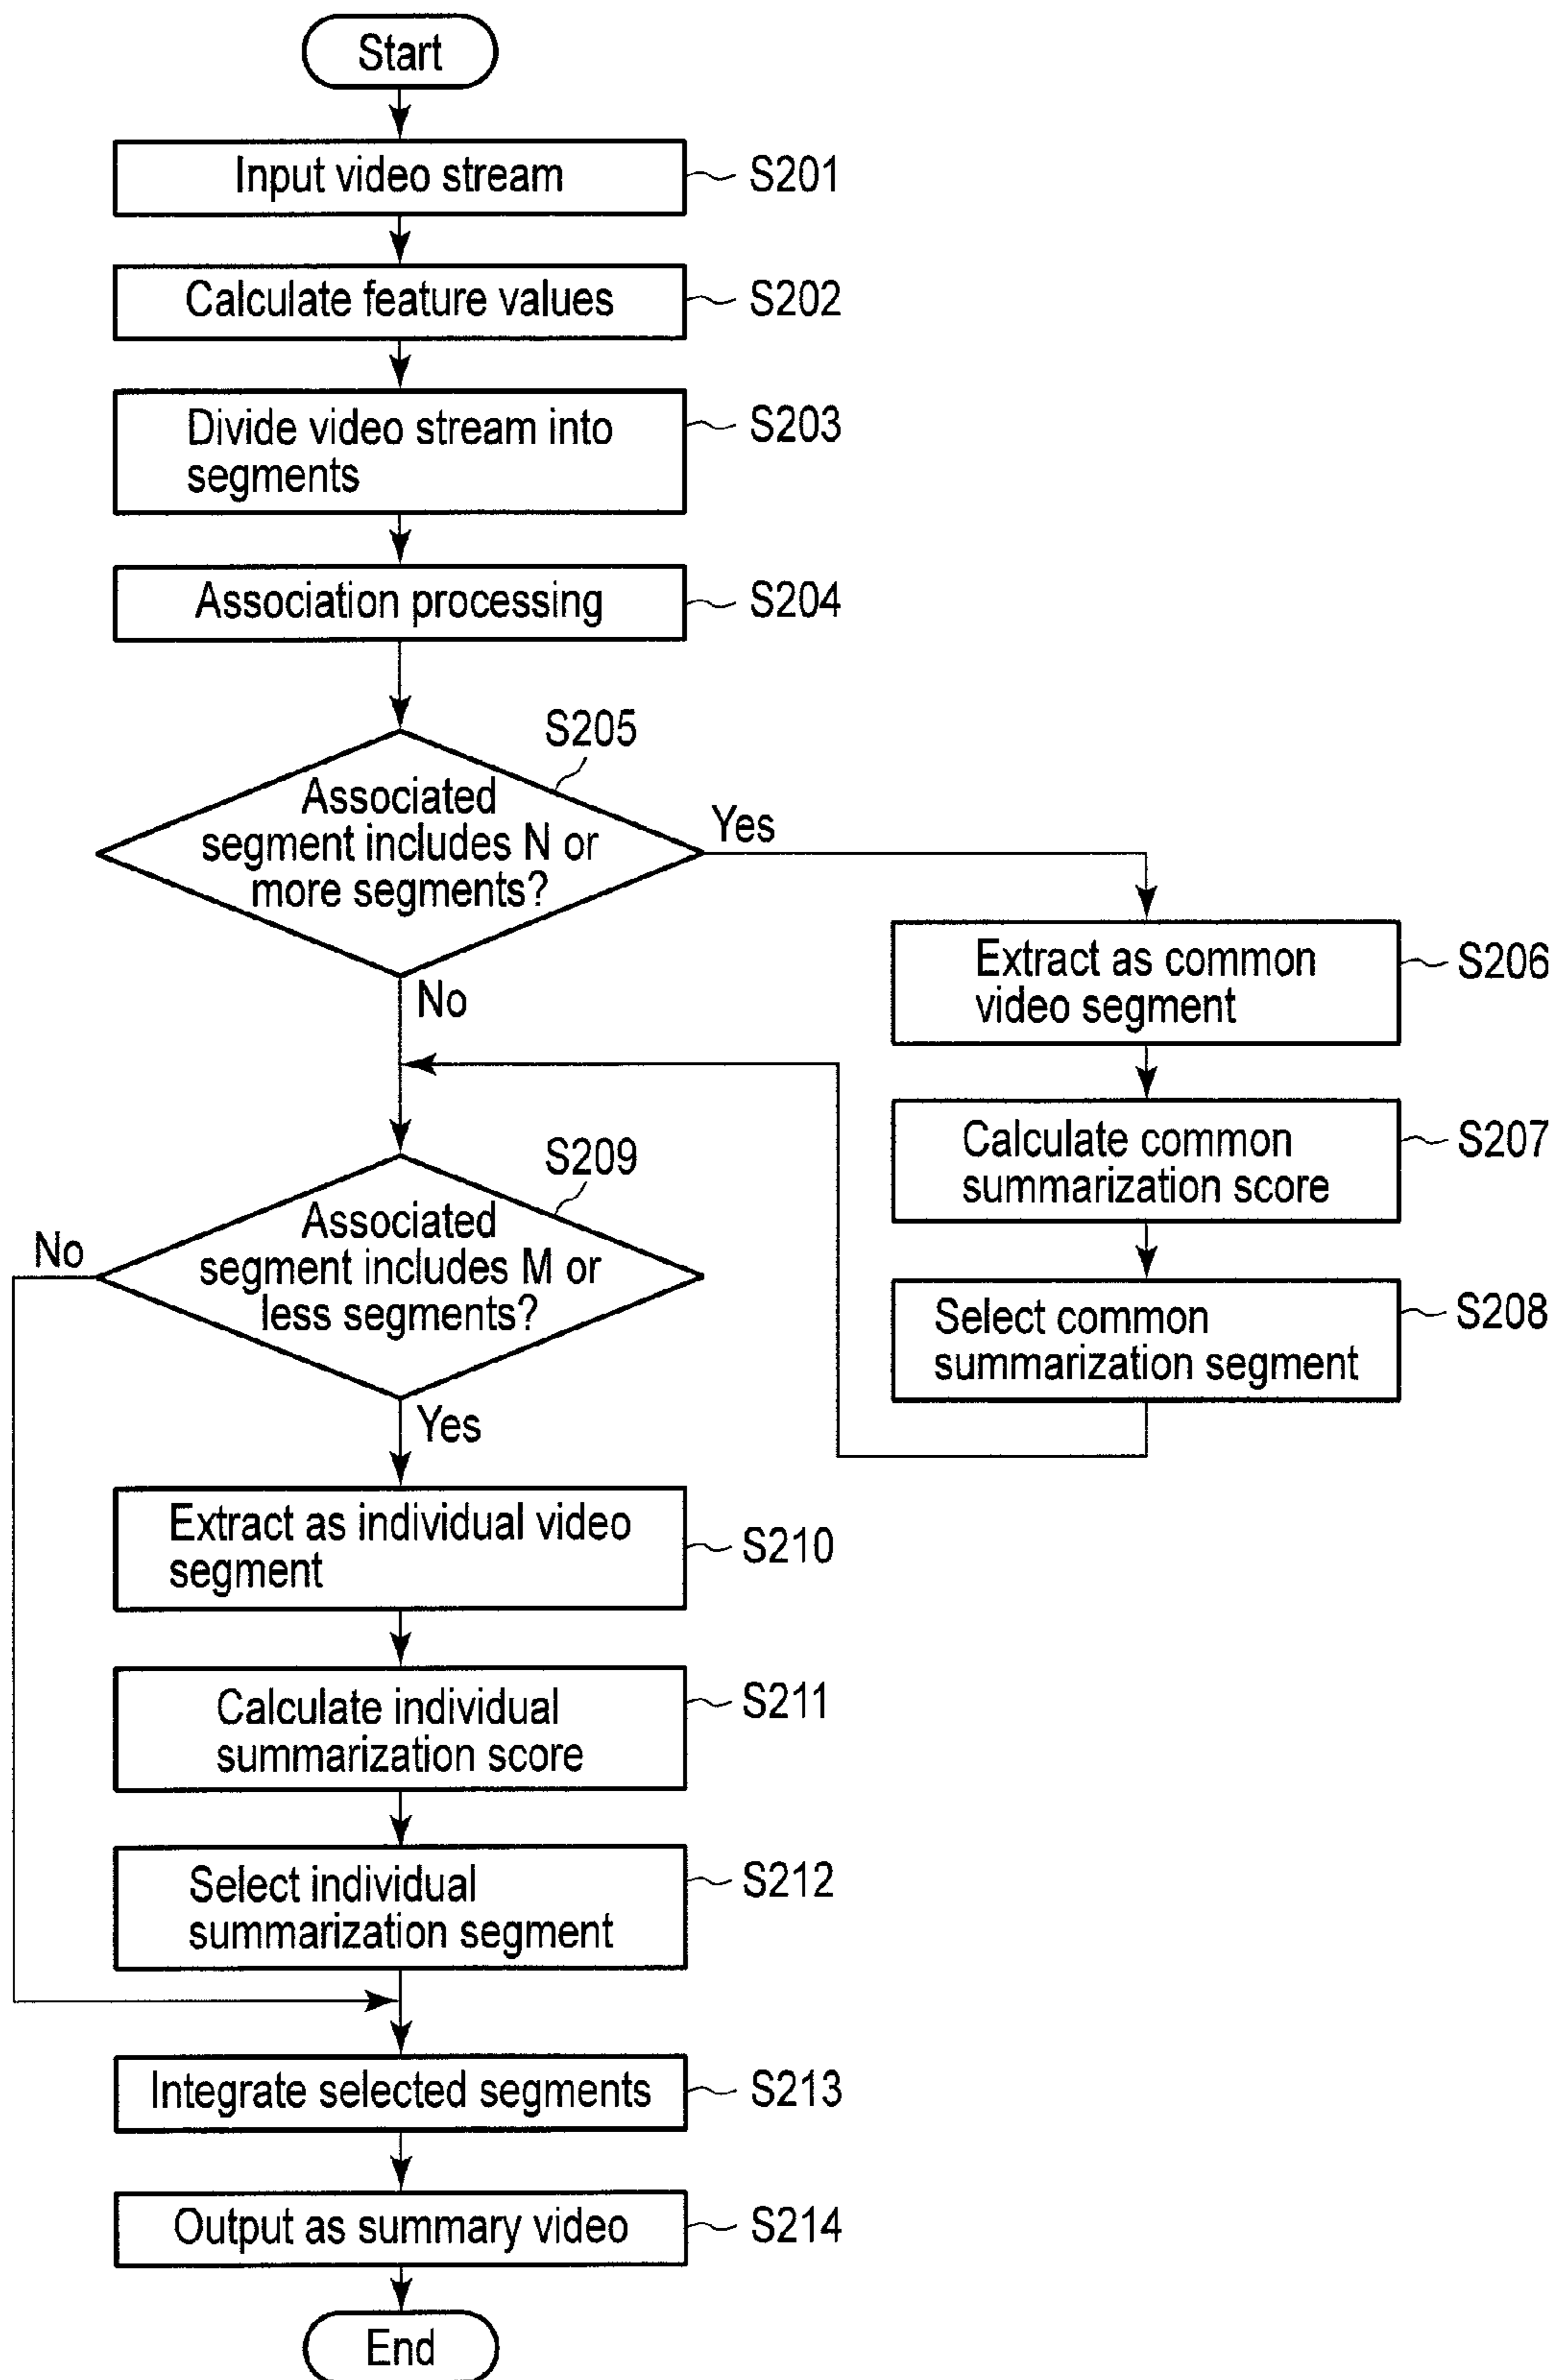 Start
Input video stream
S201
Calculate feature values
S202
Divide video stream into
segments
S203
Association processing
S204
S205
Associated
segment includes N or
more segments?
Yes
No
Extract as common
video segment
S206
Calculate common
summarization score
S207
Select common
summarization segment
S208
S209
Associated
segment includes M or
less segments?
No
Yes
Extract as individual video
segment
S210
Calculate individual
summarization score
S211
Select individual
summarization segment
S212
Integrate selected segments
S213
Output as summary video
S214
End